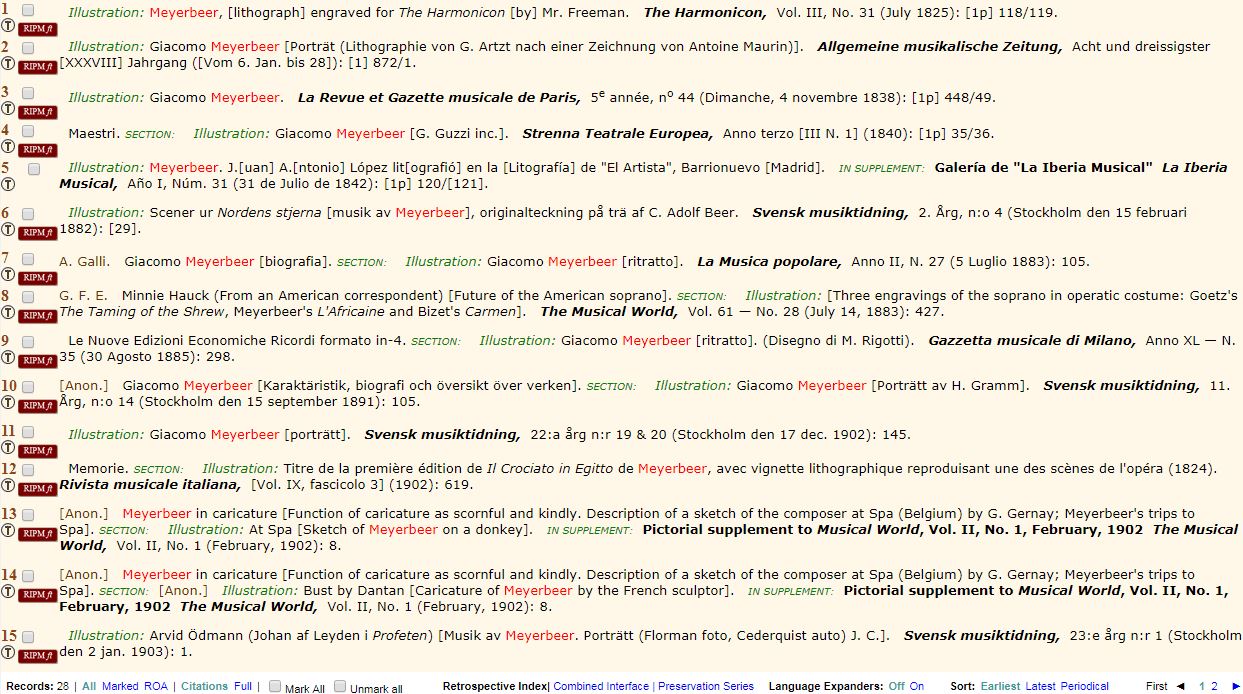 1 Illustration: Meyerbeer, [lithograph] engraved for The Harmonicon [by] Mr. Freeman. The Harmonicon, Vol. III, No. 31 (July 1825): [1p] 118/119.
T RIPM ft
2 Illustration: Giacomo Meyerbeer [Porträt (Lithographie von G. Artzt nach einer Zeichnung von Antoine Maurin)]. Allgemeine musikalische Zeitung, Acht und dreissigster
T RIPM ft [XXXVIII] Jahrgang ([Vom 6. Jan. bis 28]): [1] 872/1.
3 Illustration: Giacomo Meyerbeer. La Revue et Gazette musicale de Paris, 5e année, no 44 (Dimanche, 4 novembre 1838): [1p] 448/49.
T RIPM ft
4 Maestri. SECTION: Illustration: Giacomo Meyerbeer [G. Guzzi inc.]. Strenna Teatrale Europea, Anno terzo [III N. 1] (1840): [1p] 35/36.
T RIPM ft
5 Illustration: Meyerbeer. J.[uan] A.[ntonio] López lit[ografió] en la [Litografía] de "El Artista", Barrionuevo [Madrid]. IN SUPPLEMENT: Galería de "La Iberia Musical" La Iberia
T Musical, Año I, Núm. 31 (31 de Julio de 1842): [1p] 120/[121].
6 Illustration: Scener ur Nordens stjerna [musik av Meyerbeer], originalteckning på trä af C. Adolf Beer. Svensk musiktidning, 2. Årg, n:o 4 (Stockholm den 15 februari
T RIPM ft 1882): [29].
7 A. Galli. Giacomo Meyerbeer [biografia]. SECTION: Illustration: Giacomo Meyerbeer [ritratto]. La Musica popolare, Anno II, N. 27 (5 Luglio 1883): 105.
T RIPM ft
8 G. F. E. Minnie Hauck (From an American correspondent) [Future of the American soprano]. SECTION: Illustration: [Three engravings of the soprano in operatic costume: Goetz's
T RIPM ft The Taming of the Shrew, Meyerbeer's L'Africaine and Bizet's Carmen]. The Musical World, Vol. 61 — No. 28 (July 14, 1883): 427.
9 Le Nuove Edizioni Economiche Ricordi formato in-4. SECTION: Illustration: Giacomo Meyerbeer [ritratto]. (Disegno di M. Rigotti). Gazzetta musicale di Milano, Anno XL — N.
T RIPM ft 35 (30 Agosto 1885): 298.
10 [Anon.] Giacomo Meyerbeer [Karaktäristik, biografi och översikt över verken]. SECTION: Illustration: Giacomo Meyerbeer [Porträtt av H. Gramm]. Svensk musiktidning, 11.
T RIPM ft Årg, n:o 14 (Stockholm den 15 september 1891): 105.
11 Illustration: Giacomo Meyerbeer [porträtt]. Svensk musiktidning, 22:a årg n:r 19 & 20 (Stockholm den 17 dec. 1902): 145.
T RIPM ft
12 Memorie. SECTION: Illustration: Titre de la première édition de Il Crociato in Egitto de Meyerbeer, avec vignette lithographique reproduisant une des scènes de l'opéra (1824).
T RIPM ft Rivista musicale italiana, [Vol. IX, fascicolo 3] (1902): 619.
13 [Anon.] Meyerbeer in caricature [Function of caricature as scornful and kindly. Description of a sketch of the composer at Spa (Belgium) by G. Gernay; Meyerbeer's trips to
T RIPM ft Spa]. SECTION: Illustration: At Spa [Sketch of Meyerbeer on a donkey]. IN SUPPLEMENT: Pictorial supplement to Musical World, Vol. II, No. 1, February, 1902 The Musical
World, Vol. II, No. 1 (February, 1902): 8.
14 [Anon.] Meyerbeer in caricature [Function of caricature as scornful and kindly. Description of a sketch of the composer at Spa (Belgium) by G. Gernay; Meyerbeer's trips to
T RIPM ft Spa]. SECTION: [Anon.] Illustration: Bust by Dantan [Caricature of Meyerbeer by the French sculptor]. IN SUPPLEMENT: Pictorial supplement to Musical World, Vol. II, No. 1,
February, 1902 The Musical World, Vol. II, No. 1 (February, 1902): 8.
15 Illustration: Arvid Ödmann (Johan af Leyden i Profeten) [Musik av Meyerbeer. Porträtt (Florman foto, Cederquist auto) J. C.]. Svensk musiktidning, 23:e årg n:r 1 (Stockholm
T RIPM ft den 2 jan. 1903): 1.
Records: 28 | All Marked ROA | Citations Full | Mark All Unmark all Retrospective Index| Combined Interface | Preservation Series Language Expanders: Off On Sort: Earliest Latest Periodical First ◄ 1 2 ►